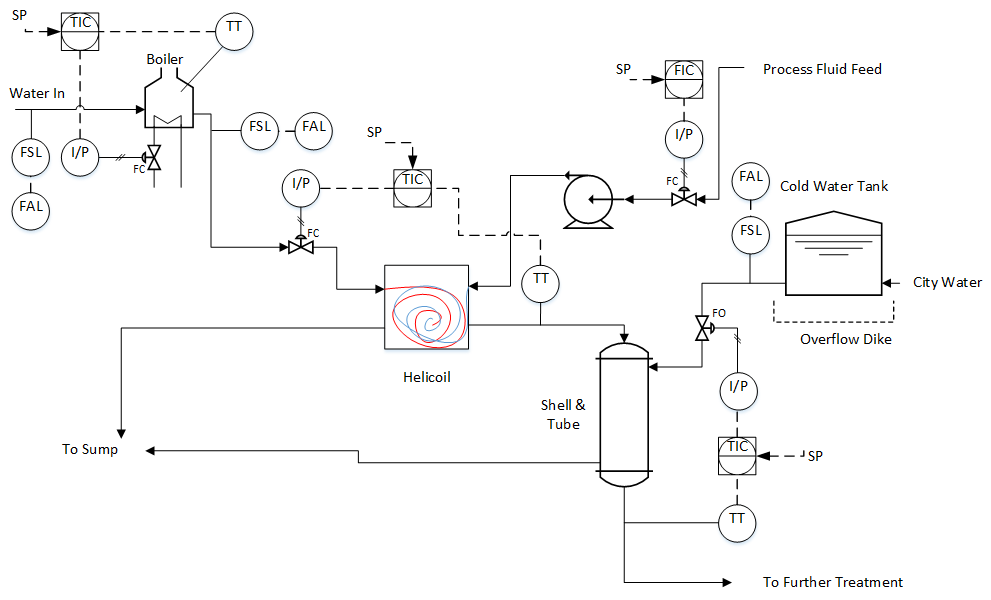 SP
TIC
TT
Boiler
Water In
FSL
I/P
FC
FAL
FSL
FAL
SP
TIC
I/P
FC
SP
FIC
Process Fluid Feed
I/P
FC
FAL
Cold Water Tank
FSL
City Water
Overflow Dike
TT
FO
Helicoil
I/P
Shell &
Tube
To Sump
TIC
SP
TT
To Further Treatment